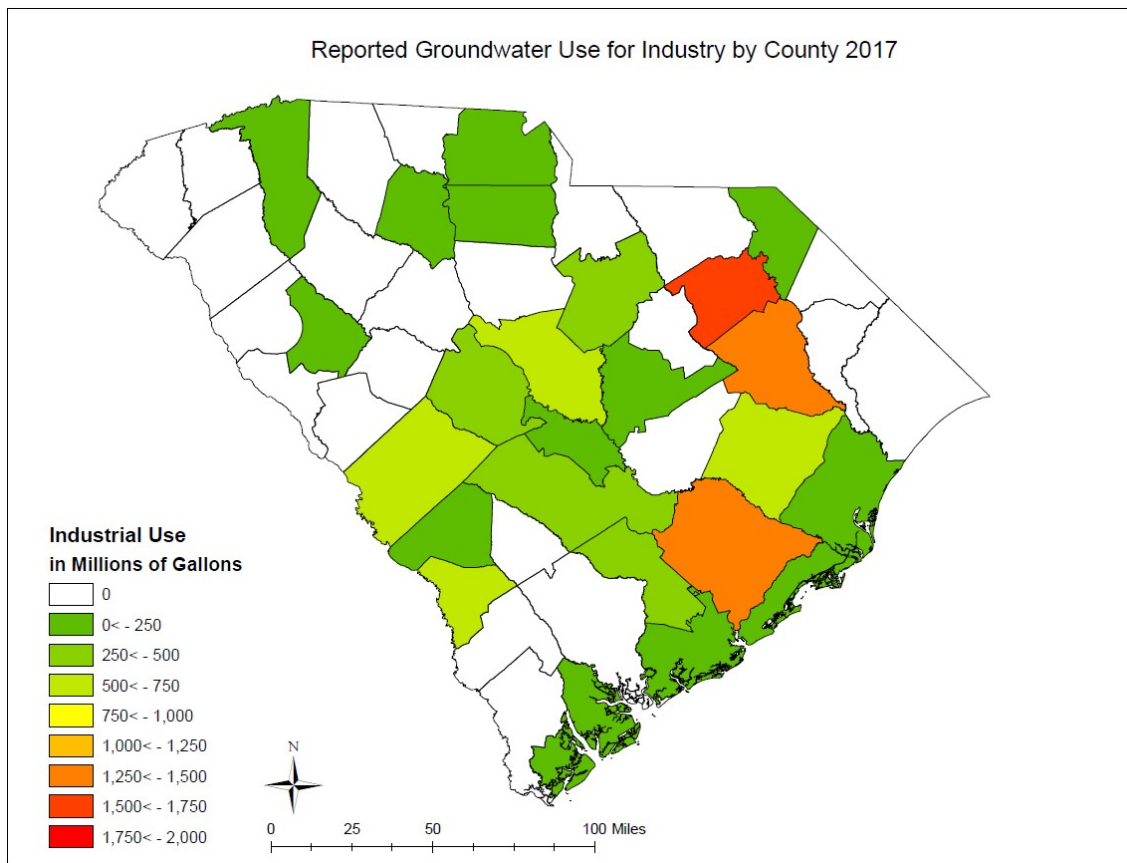 Reported Groundwater Use for Industry by County 2017
Industrial Use
in Millions of Gallons
0
0< - 250
250< - 500
500< - 750
750< - 1,000
1,000< - 1,250
1,250< - 1,500
1,500< - 1,750
1,750< - 2,000
N
0 25 50 100 Miles